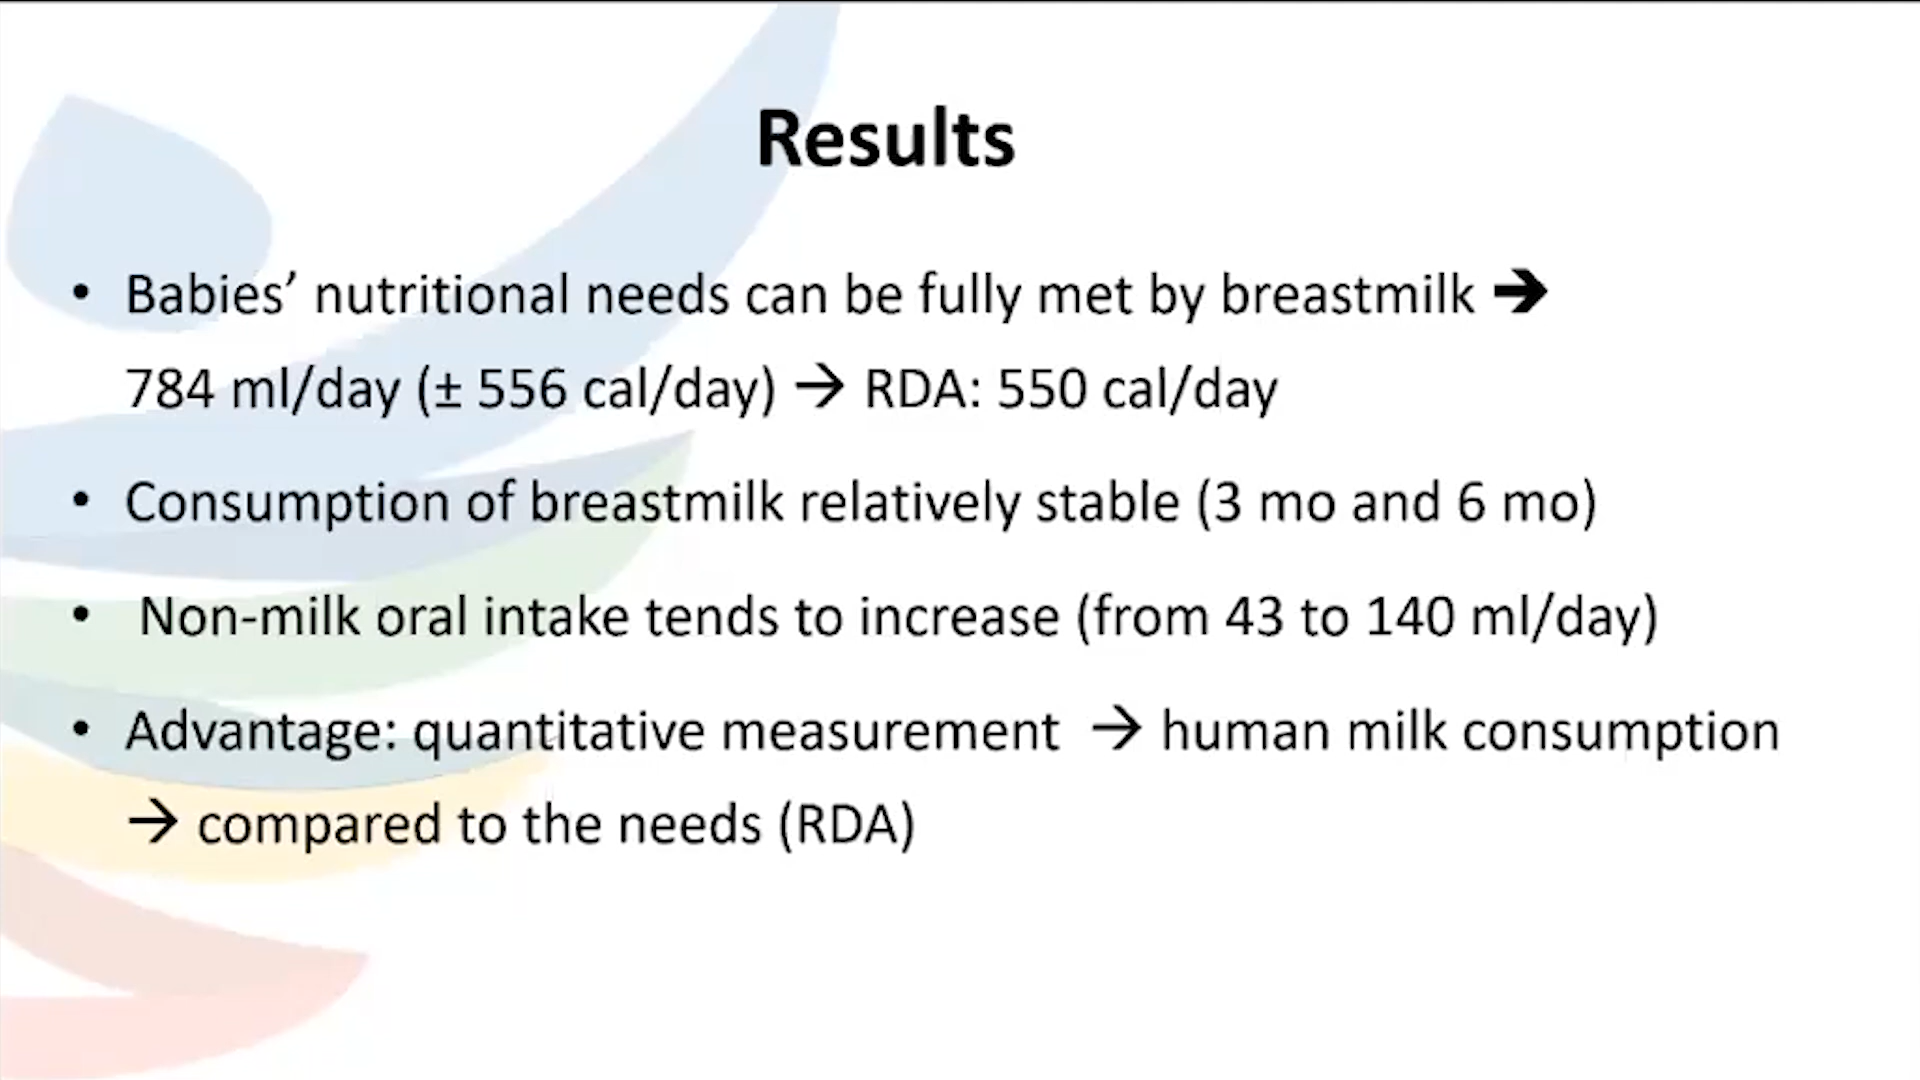 Results
• Babies’ nutritional needs can be fully met by breastmilk ➔
784 ml/day (± 556 cal/day) → RDA: 550 cal/day
• Consumption of breastmilk relatively stable (3 mo and 6 mo)
• Non-milk oral intake tends to increase (from 43 to 140 ml/day)
• Advantage: quantitative measurement → human milk consumption
→ compared to the needs (RDA)